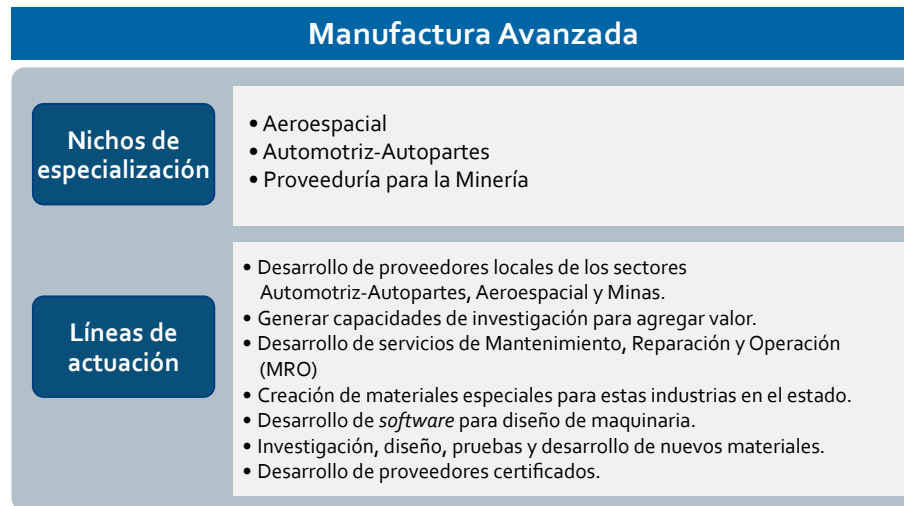 Manufactura Avanzada
Nichos de
especialización
• Aeroespacial
• Automotriz-Autopartes
• Proveeduría para la Minería
Líneas de
actuación
• Desarrollo de proveedores locales de los sectores
Automotriz-Autopartes, Aeroespacial y Minas.
• Generar capacidades de investigación para agregar valor.
• Desarrollo de servicios de Mantenimiento, Reparación y Operación
(MRO)
• Creación de materiales especiales para estas industrias en el estado.
• Desarrollo de software para diseño de maquinaria.
• Investigación, diseño, pruebas y desarrollo de nuevos materiales.
• Desarrollo de proveedores certificados.